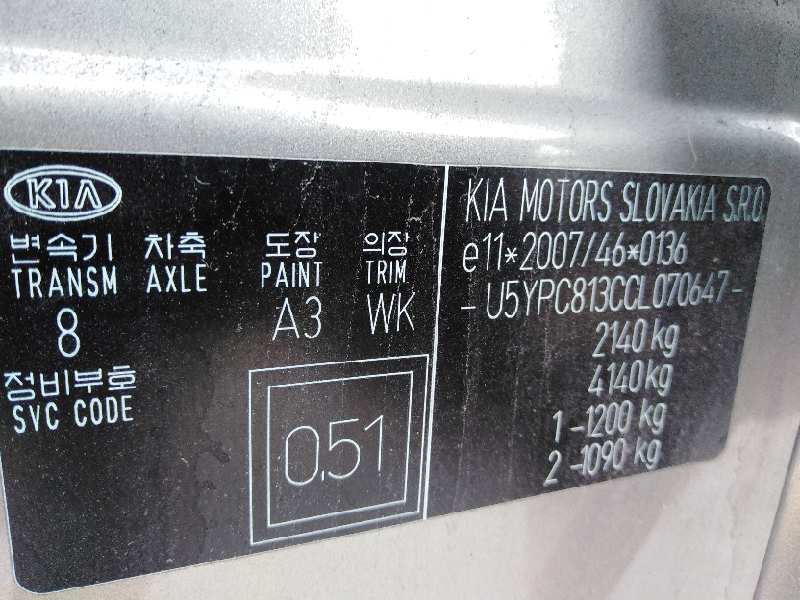 KIA
변속기 차축 도장 의장
TRANSM AXLE PAINT TRIM
8 A3 WK
정비부호
SVC CODE
0.51
KIA MOTORS SLOVAKIA S.R.O.
e11*2007/46*0136
- U5YPC813CCL070647 -
2140 kg
4140 kg
1 -1200 kg
2 -1090 kg